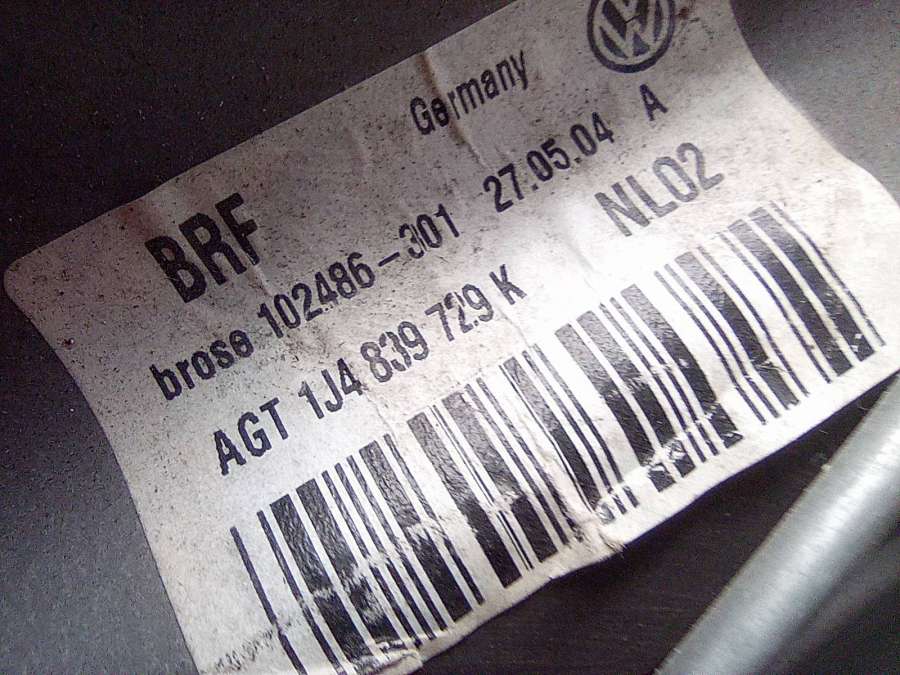 Germany
BRF
brose 102486-301 27.05.04 A
AGT 1J4 839 729 K NL02